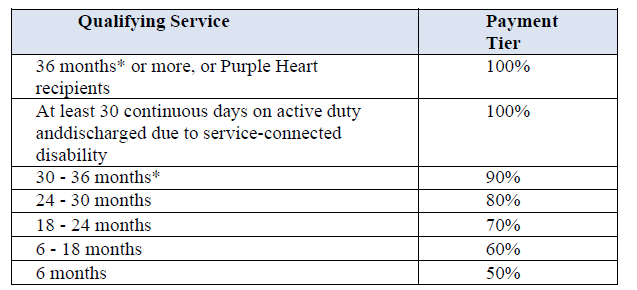 Qualifying Service Payment
Tier
36 months* or more, or Purple Heart 100%
recipients
At least 30 continuous days on active duty 100%
anddischarged due to service-connected
disability
30 - 36 months* 90%
24 - 30 months 80%
18 - 24 months 70%
6 - 18 months 60%
6 months 50%